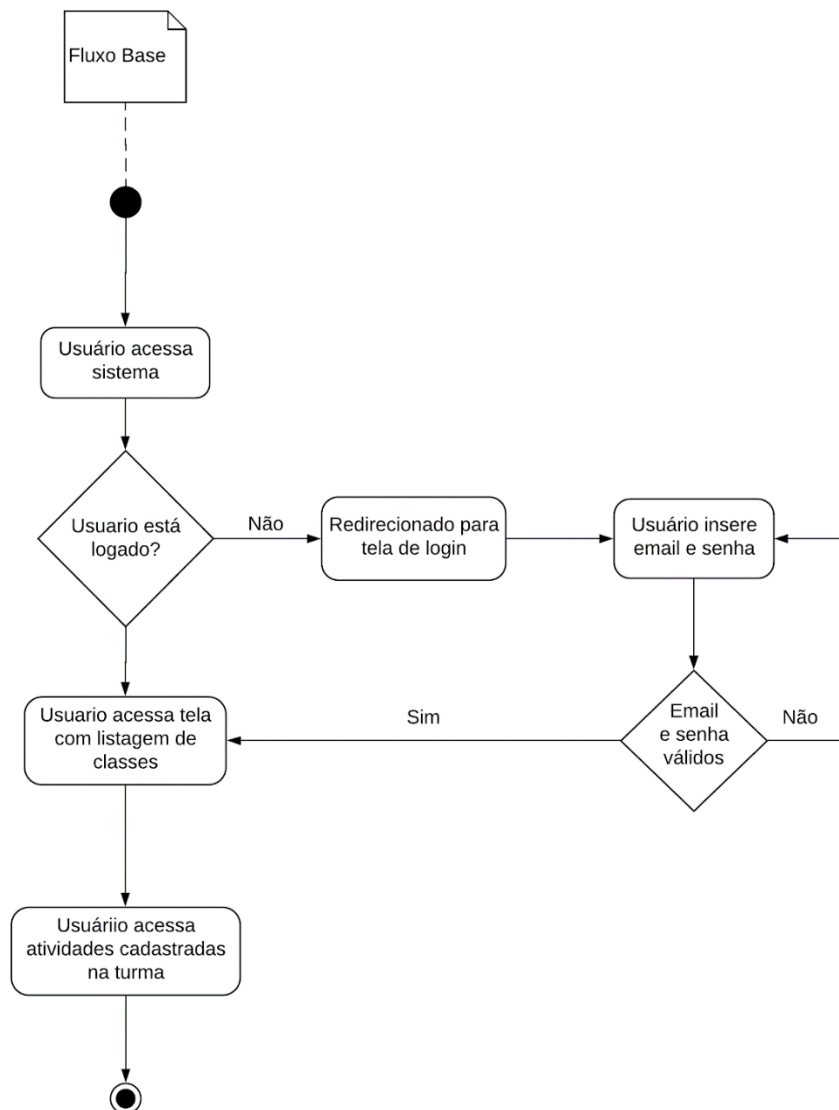 Fluxo Base
Usuário acessa
sistema
Usuario está
logado?
Não
Redirecionado para
tela de login
Usuário insere
email e senha
Usuario acessa tela
com listagem de
classes
Sim
Email
e senha
válidos
Não
Usuáriio acessa
atividades cadastradas
na turma